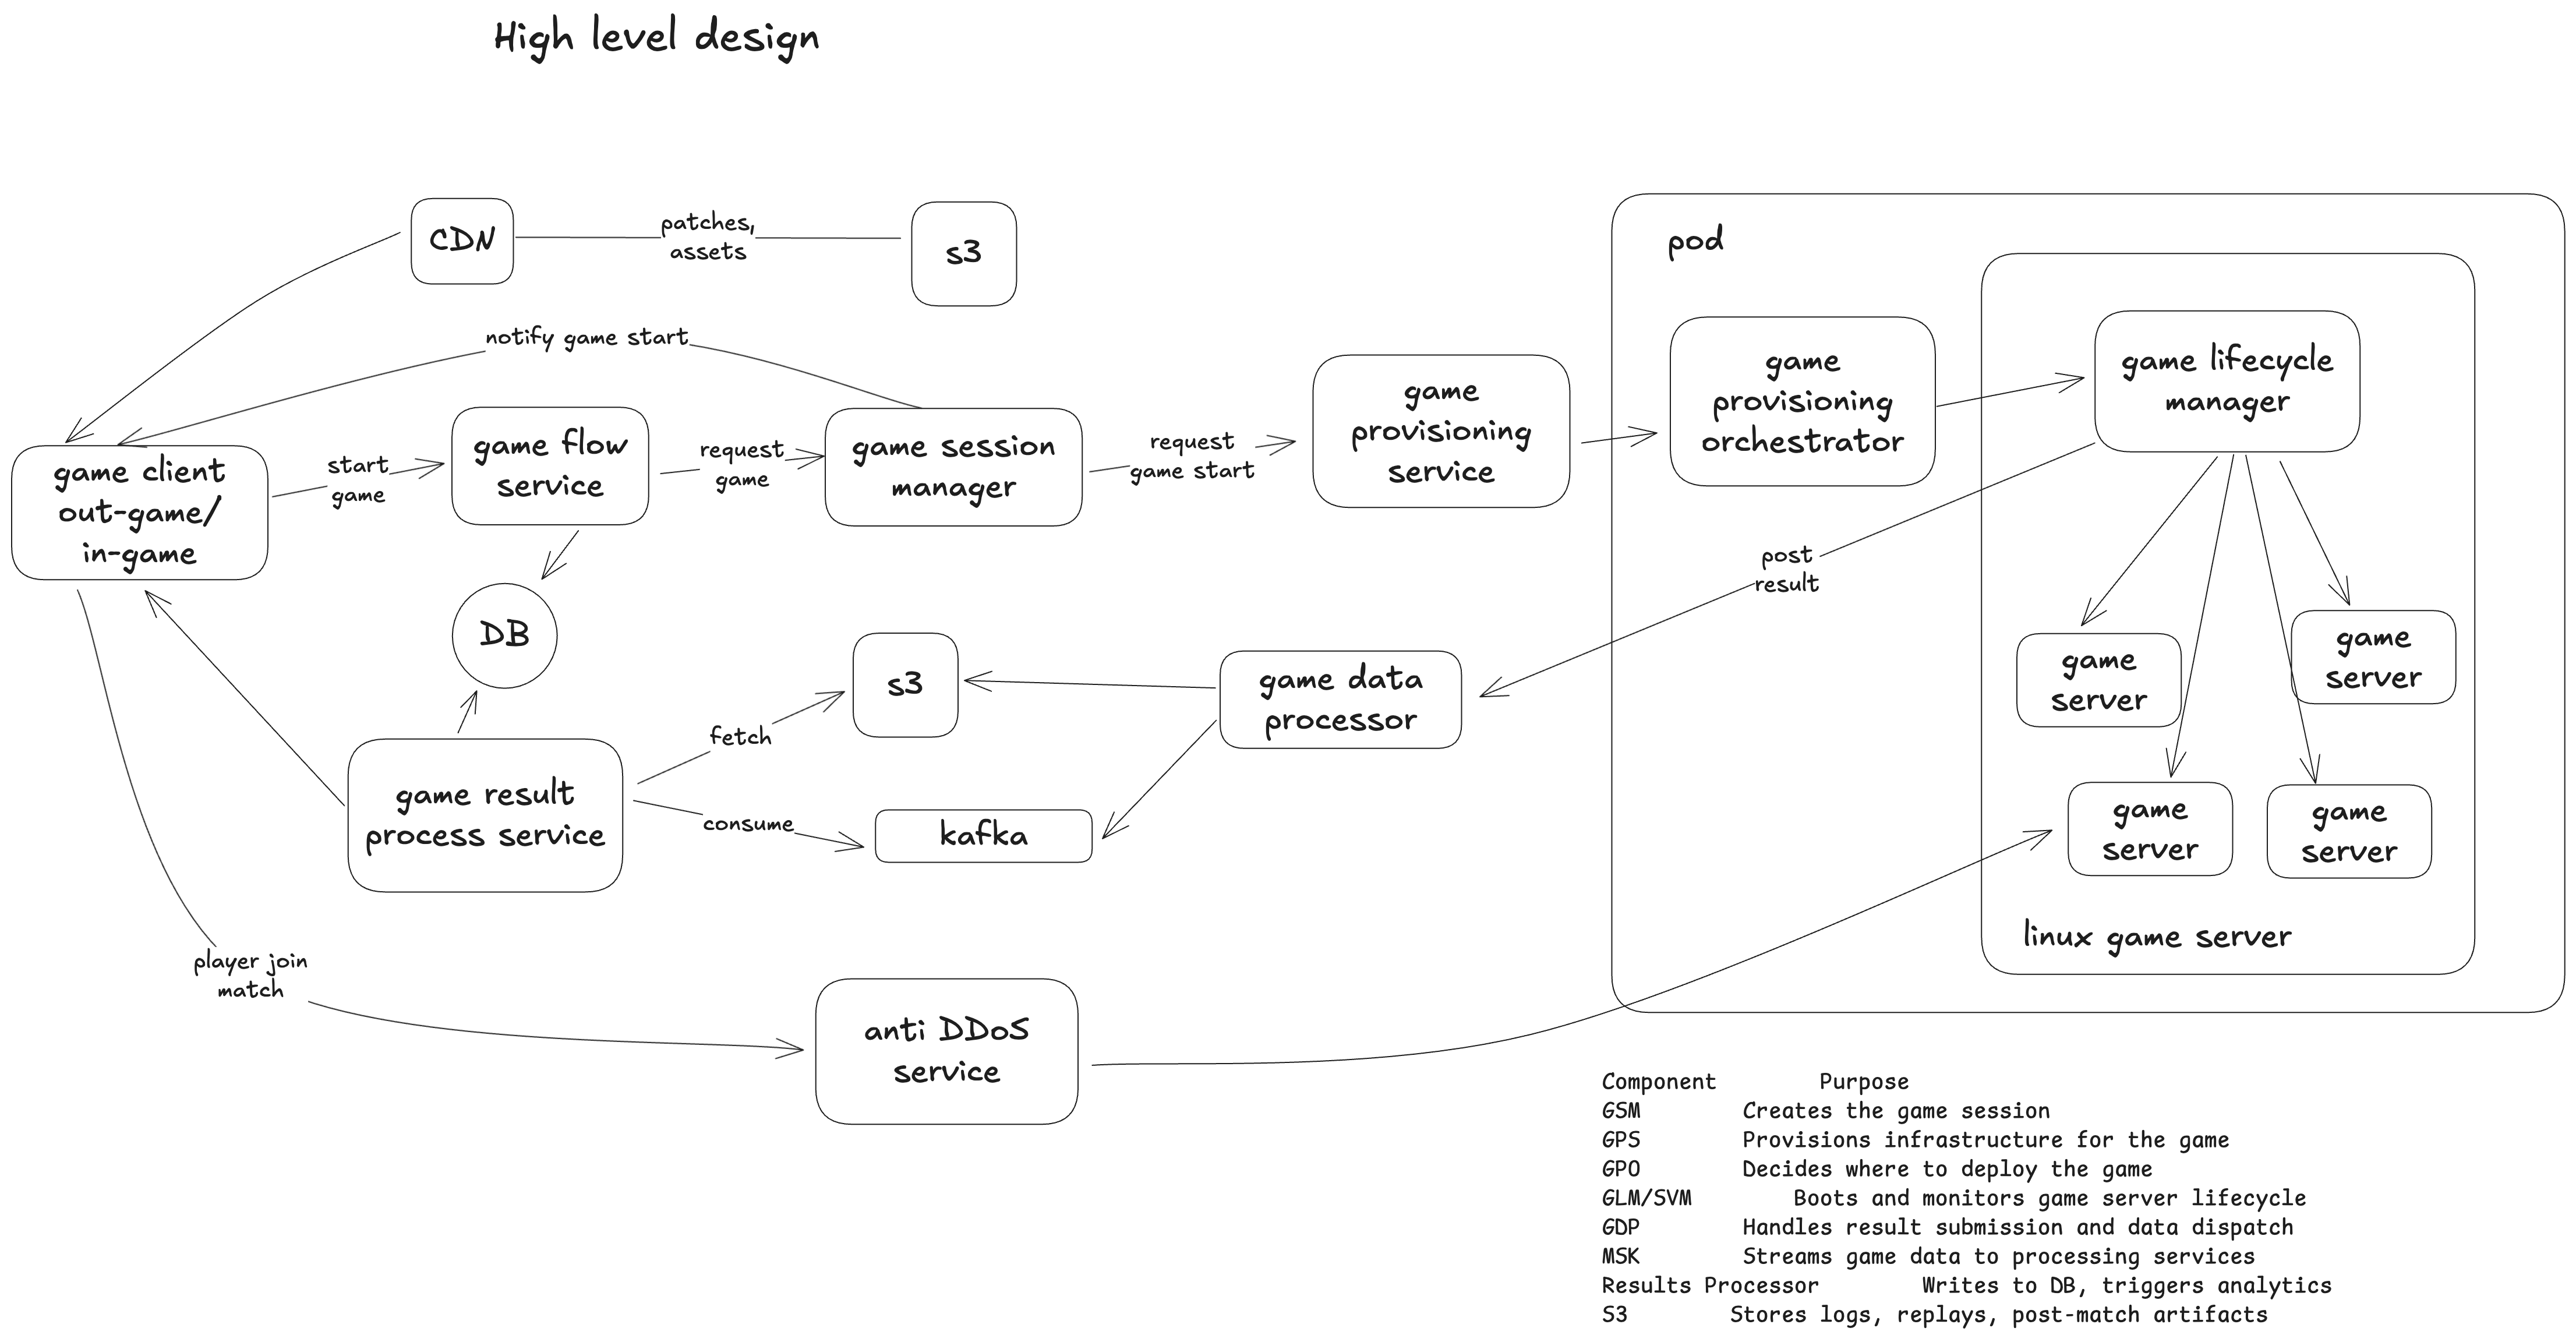 High level design
CDN
patches,
assets
s3
notify game start
game client
out-game/
in-game
start
game
game flow
service
request
game
game session
manager
request
game start
game
provisioning
service
pod
game
provisioning
orchestrator
game lifecycle
manager
post
result
DB
s3
game data
processor
game
server
game
server
fetch
game result
process service
consume
kafka
game
server
game
server
linux game server
player join
match
anti DDoS
service
Component Purpose
GSM Creates the game session
GPS Provisions infrastructure for the game
GPO Decides where to deploy the game
GLM/SVM Boots and monitors game server lifecycle
GDP Handles result submission and data dispatch
MSK Streams game data to processing services
Results Processor Writes to DB, triggers analytics
S3 Stores logs, replays, post-match artifacts